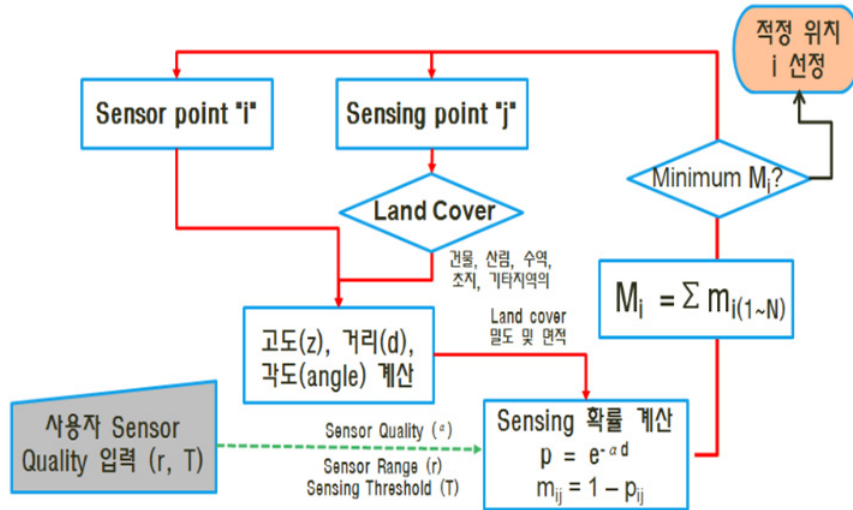 적정 위치
i 선정
Sensor point "i"
Sensing point "j"
Minimum Mᵢ?
Land Cover
건물, 산림, 수역,
초지, 기타지역의
Mᵢ = Σ mᵢ₍₁~N₎
Land cover
밀도 및 면적
고도(z), 거리(d),
각도(angle) 계산
사용자 Sensor
Quality 입력 (r, T)
Sensor Quality (α)
Sensor Range (r)
Sensing Threshold (T)
Sensing 확률 계산
p = e^-αd
mᵢⱼ = 1 – pᵢⱼ